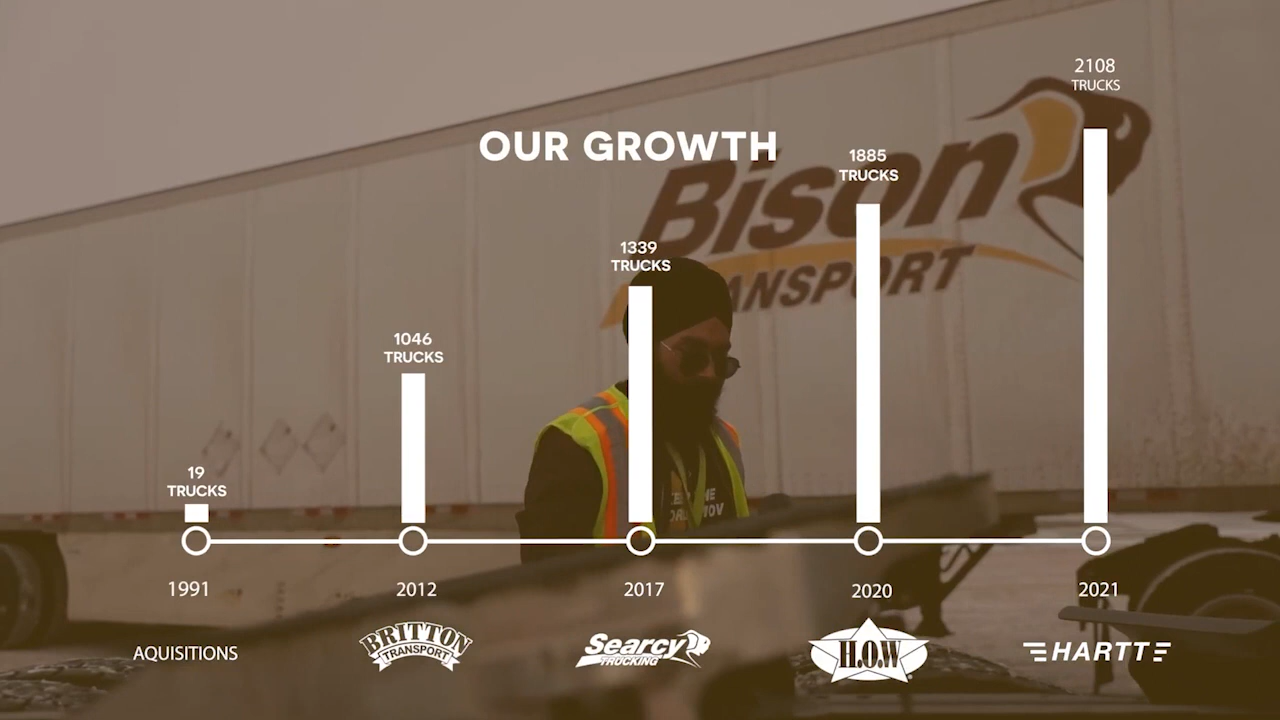 OUR GROWTH
Bison
TRANSPORT
19
TRUCKS
1046
TRUCKS
1339
TRUCKS
1885
TRUCKS
2108
TRUCKS
1991
2012
2017
2020
2021
AQUISITIONS
BRITTON
TRANSPORT
Searcy
TRUCKING
H.O.W
HARTT